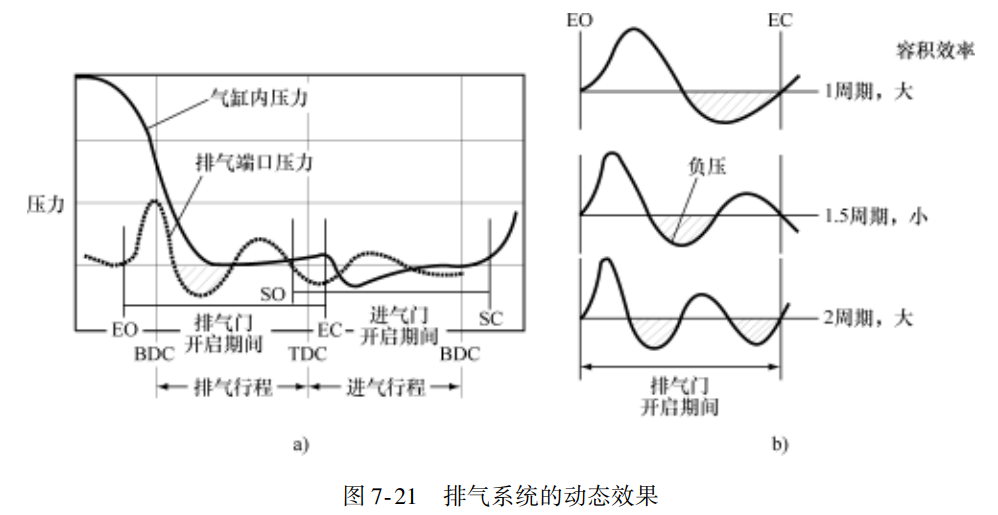 气缸内压力
排气端口压力
压力
SO
EO
排气门
开启期间
EC
进气门
开启期间
SC
BDC
TDC
BDC
排气行程
进气行程
a)
EO
EC
容积效率
1周期，大
负压
1.5周期，小
2周期，大
排气门
开启期间
b)
图 7-21 排气系统的动态效果